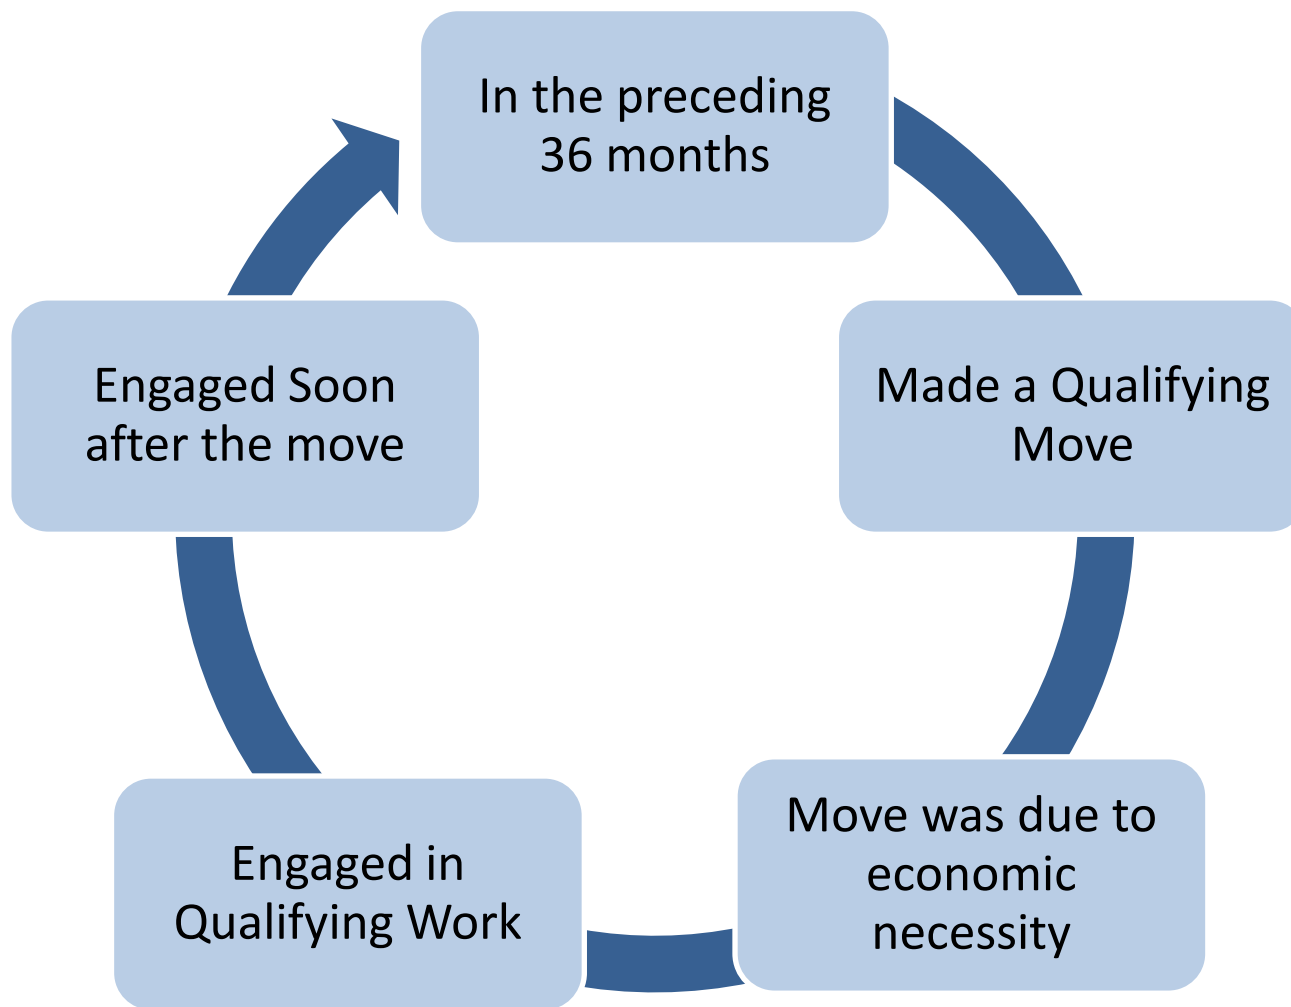 In the preceding
36 months
Made a Qualifying
Move
Move was due to
economic
necessity
Engaged in
Qualifying Work
Engaged Soon
after the move